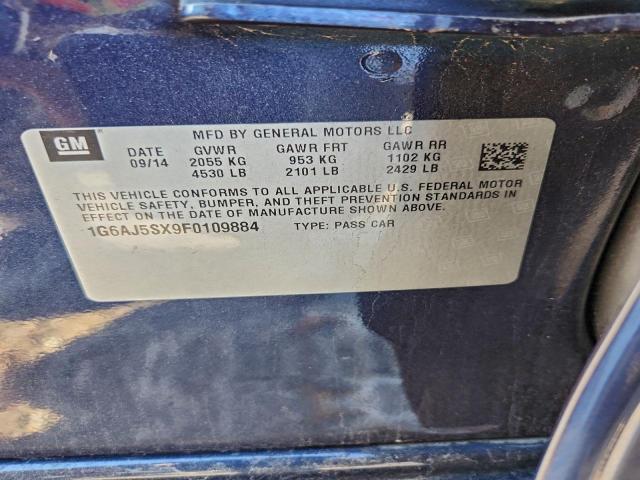 GM
MFD BY GENERAL MOTORS LLC
DATE GVWR GAWR FRT GAWR RR
09/14 2055 KG 953 KG 1102 KG
4530 LB 2101 LB 2429 LB
THIS VEHICLE CONFORMS TO ALL APPLICABLE U.S. FEDERAL MOTOR
VEHICLE SAFETY, BUMPER, AND THEFT PREVENTION STANDARDS IN
EFFECT ON THE DATE OF MANUFACTURE SHOWN ABOVE.
1G6AJ5SX9F0109884 TYPE: PASS CAR